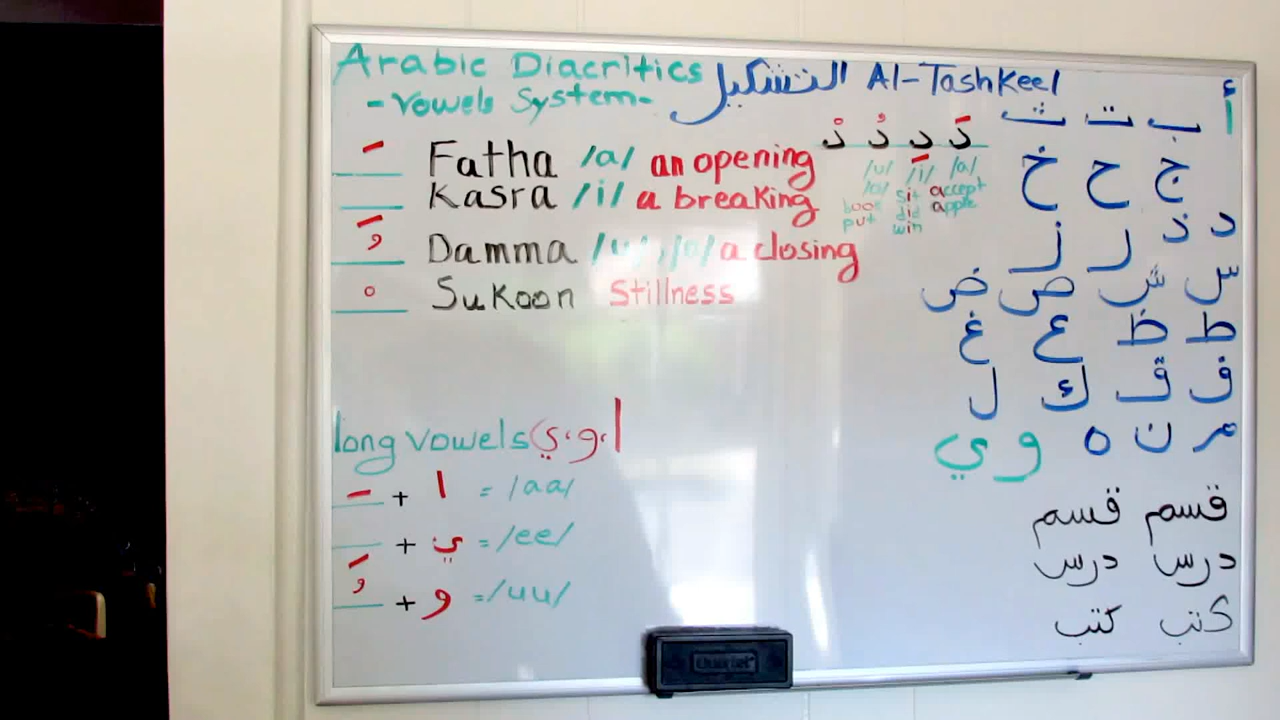 Arabic Diacritics التشكيل Al-Tashkeel
-Vowels System-
َ Fatha /a/ an opening
ِ Kasra /i/ a breaking
ُ Damma /u/,/o/ a closing
ْ Sukoon Stillness
دَ دِ دُ دْ
/a/ /i/ /u/
accept sit /o/
apple did book
win put
long vowels ا، و، ي
َ + ا = /aa/
ِ + ي = /ee/
ُ + و = /uu/
أ ب ت ث
ج ح خ
د ذ ر ز
س ش ص ض
ط ظ ع غ
ف ق ك ل
م ن ه و ي
قسم قسم
درس درس
كتب كتب
Quartet